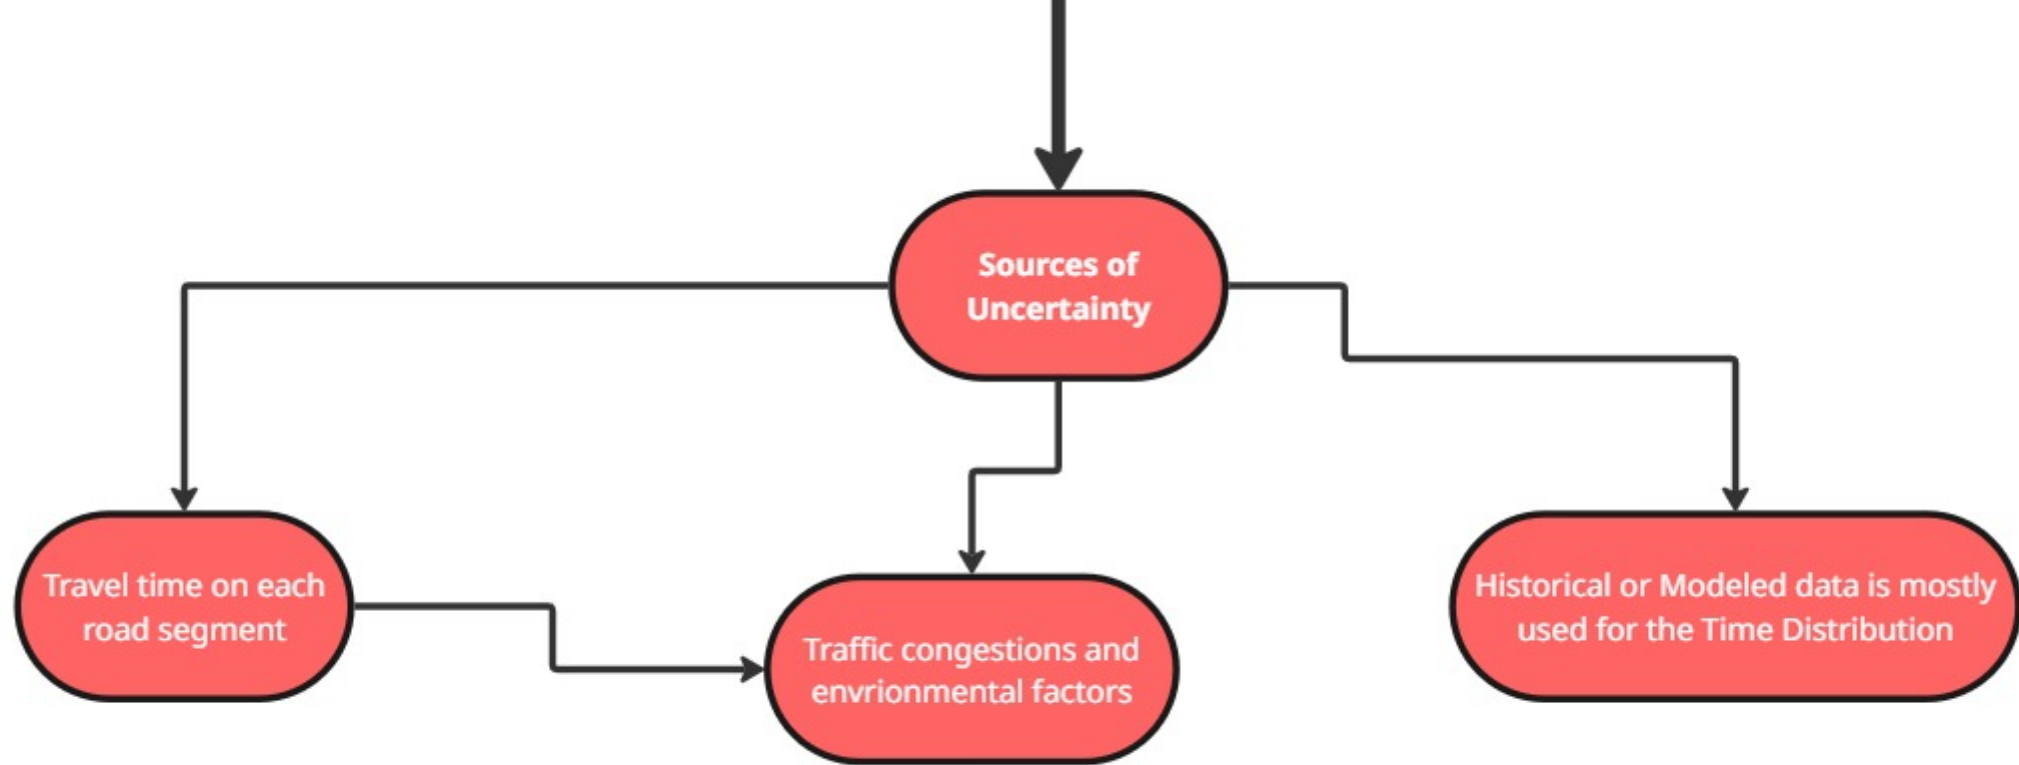 Sources of
Uncertainty
Travel time on each
road segment
Traffic congestions and
envrionmental factors
Historical or Modeled data is mostly
used for the Time Distribution